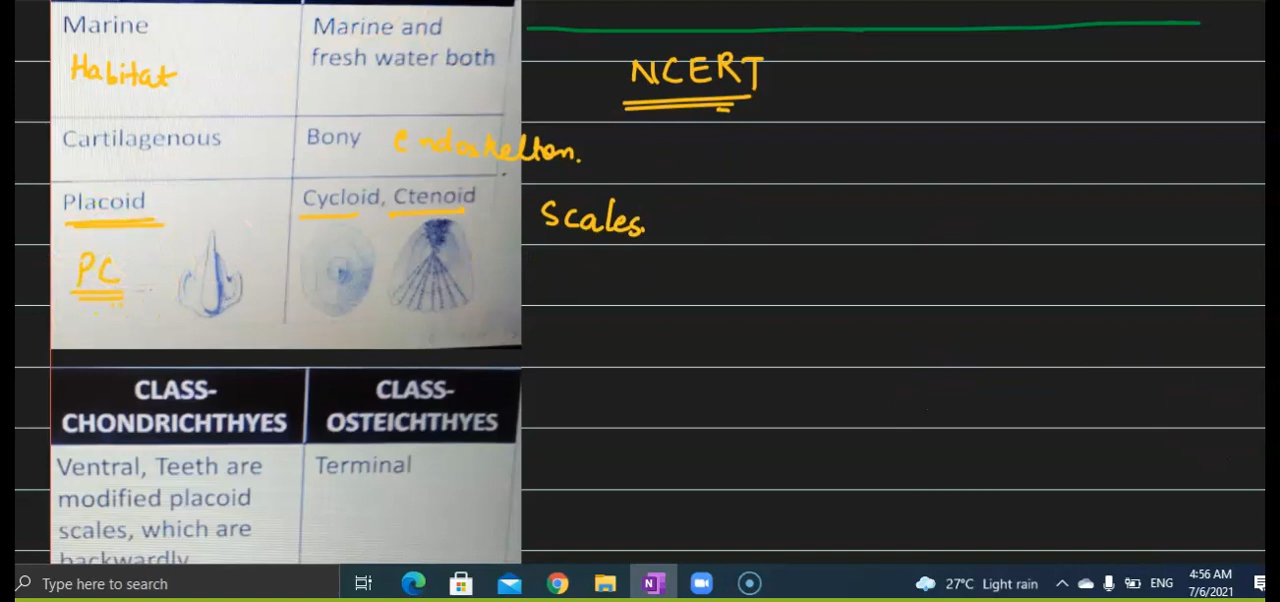 Marine
Marine and
fresh water both
Habitat
NCERT
Cartilagenous
Bony
endoskelton.
Placoid
Cycloid, Ctenoid
Scales.
PC
CLASS-
CHONDRICHTHYES
CLASS-
OSTEICHTHYES
Ventral, Teeth are
modified placoid
scales, which are
backwardly
Terminal
Type here to search
27°C Light rain
ENG
4:56 AM
7/6/2021